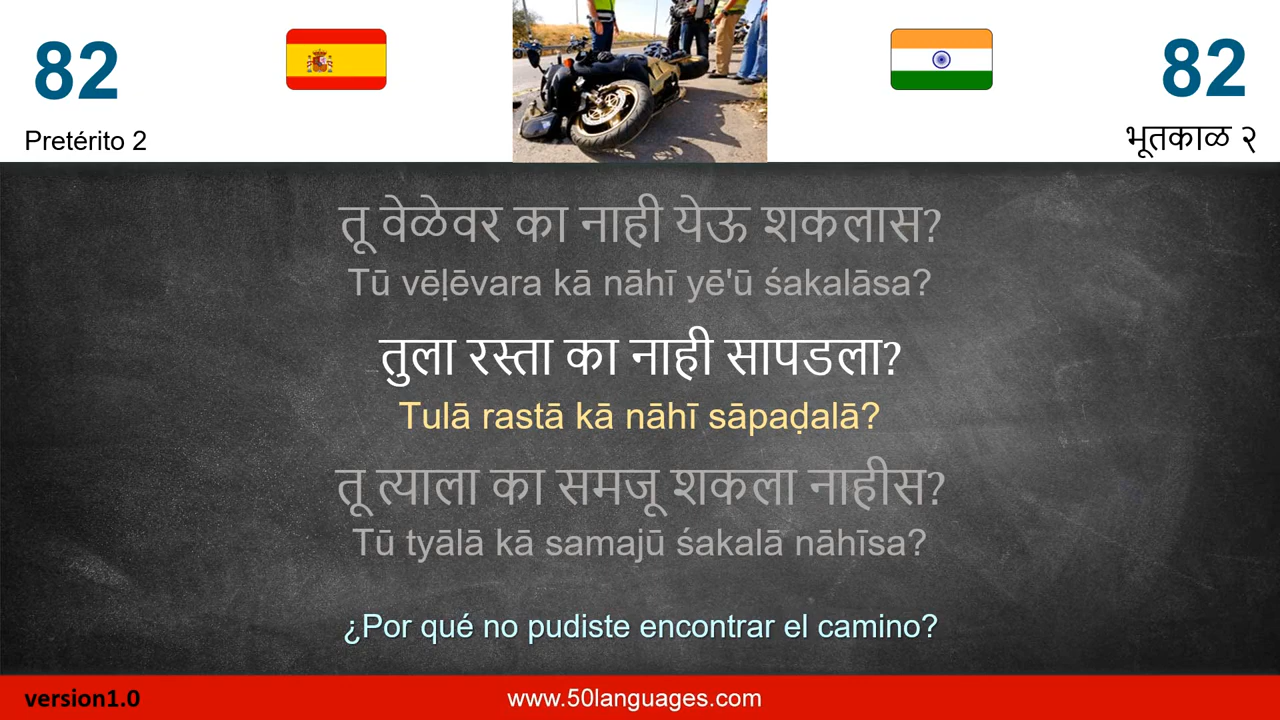 82
82
Pretérito 2
भूतकाळ २
तू वेळेवर का नाही येऊ शकलास?
Tū vēḷēvara kā nāhī yē'ū śakalāsa?
तुला रस्ता का नाही सापडला?
Tulā rastā kā nāhī sāpaḍalā?
तू त्याला का समजू शकला नाहीस?
Tū tyālā kā samajū śakalā nāhīsa?
¿Por qué no pudiste encontrar el camino?
version1.0
www.50languages.com